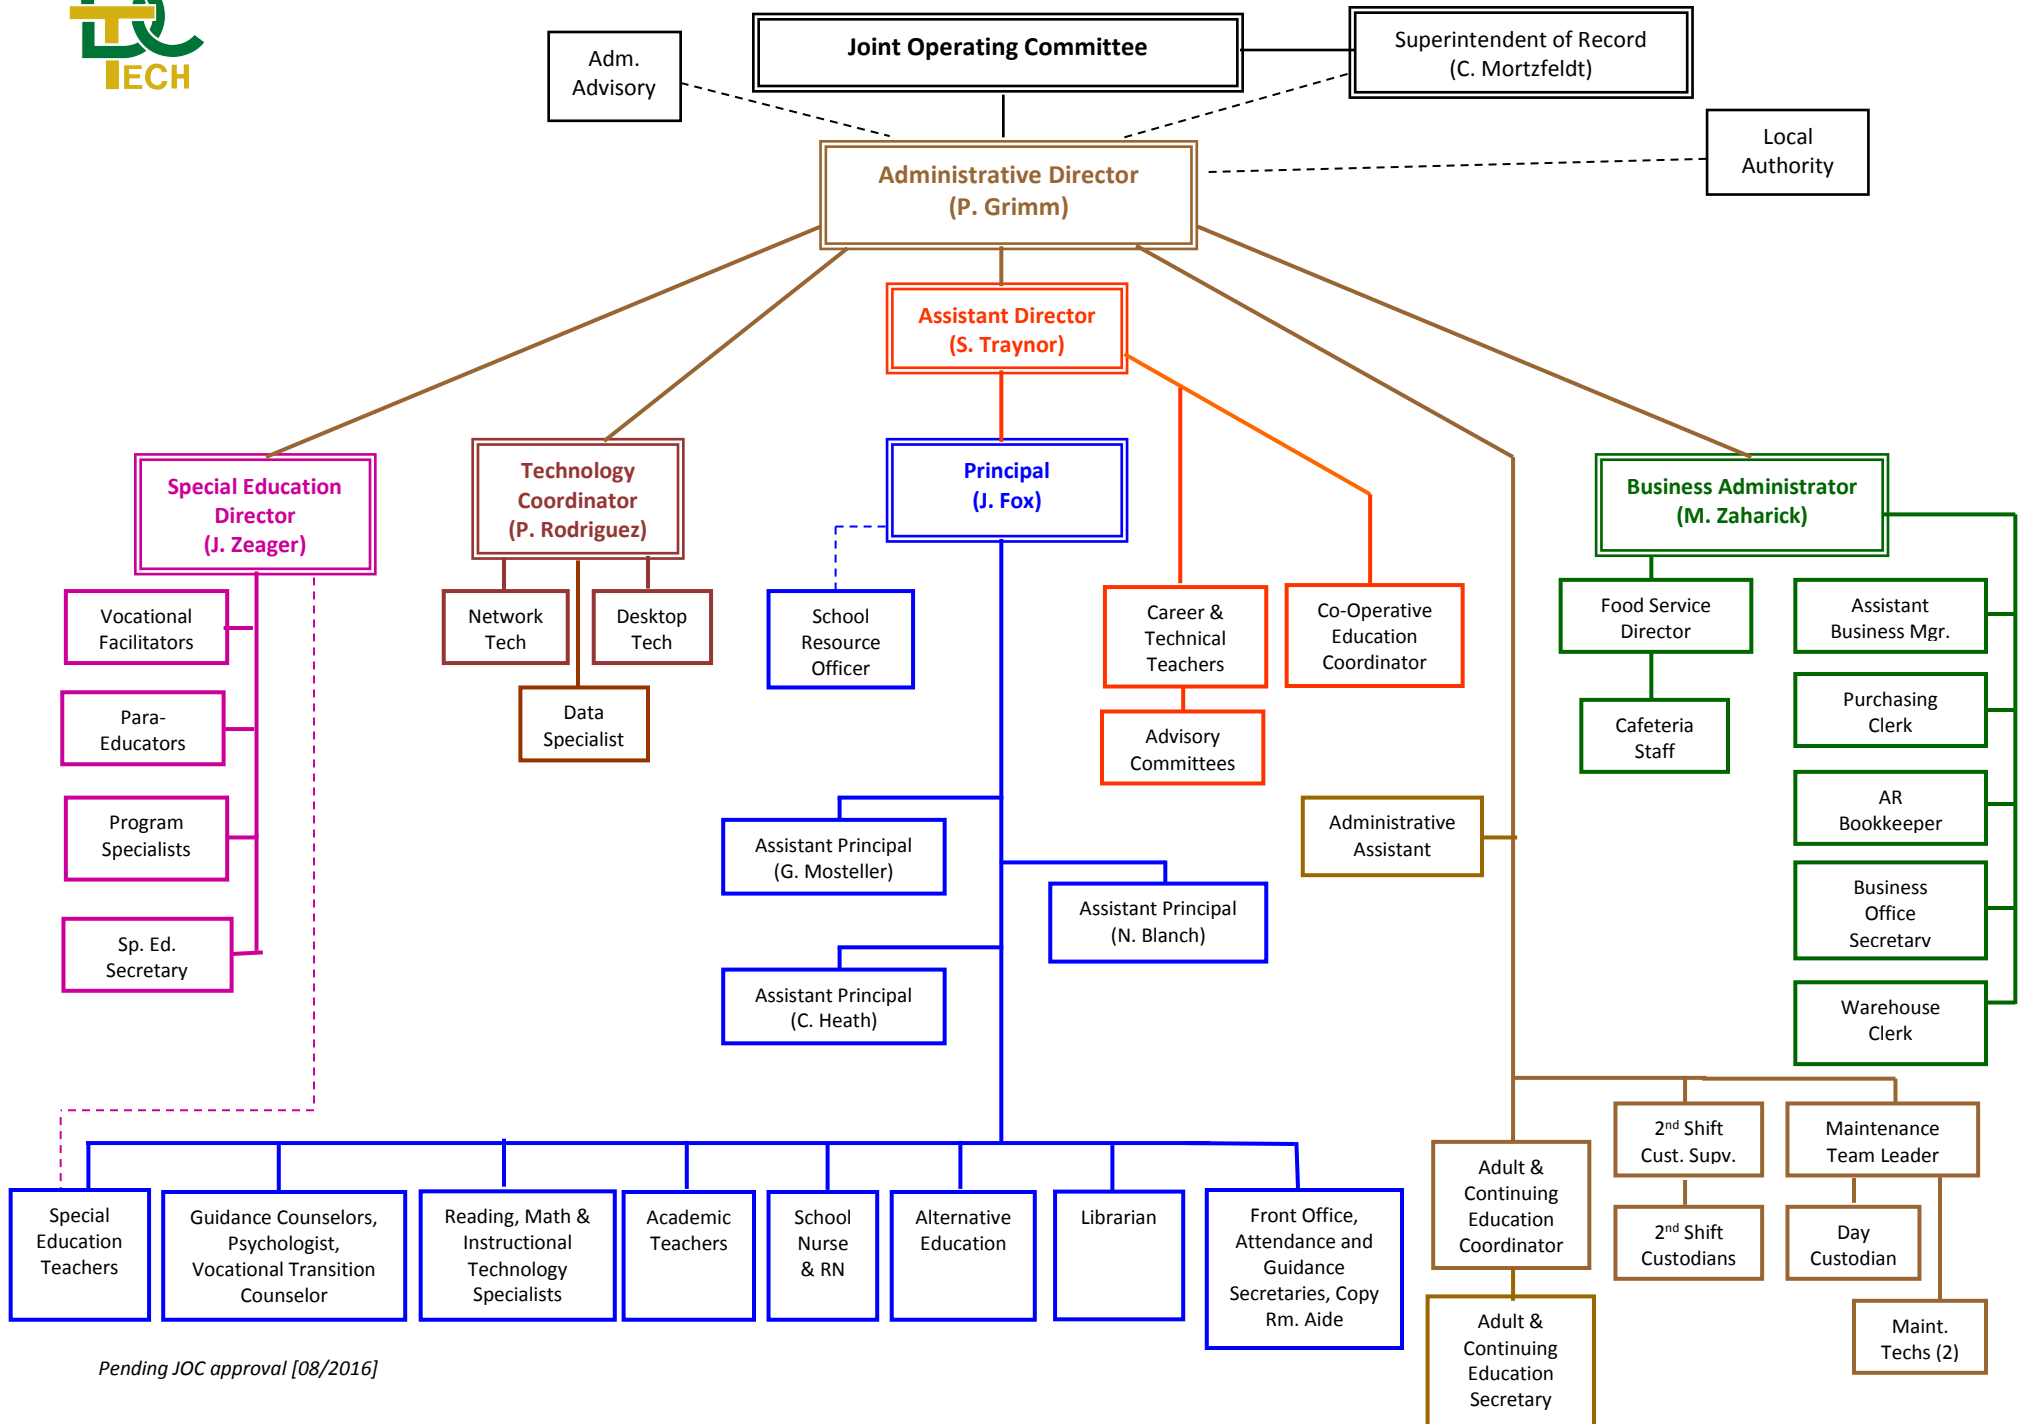 TECH
Joint Operating Committee
Superintendent of Record
(C. Mortzfeldt)
Adm.
Advisory
Local
Authority
Administrative Director
(P. Grimm)
Assistant Director
(S. Traynor)
Special Education
Director
(J. Zeager)
Technology
Coordinator
(P. Rodriguez)
Principal
(J. Fox)
Business Administrator
(M. Zaharick)
Vocational
Facilitators
Para-
Educators
Program
Specialists
Sp. Ed.
Secretary
Network
Tech
Desktop
Tech
Data
Specialist
School
Resource
Officer
Career &
Technical
Teachers
Advisory
Committees
Co-Operative
Education
Coordinator
Food Service
Director
Cafeteria
Staff
Assistant
Business Mgr.
Purchasing
Clerk
AR
Bookkeeper
Business
Office
Secretary
Warehouse
Clerk
Assistant Principal
(G. Mosteller)
Assistant Principal
(N. Blanch)
Assistant Principal
(C. Heath)
Administrative
Assistant
2nd Shift
Cust. Supv.
Maintenance
Team Leader
2nd Shift
Custodians
Day
Custodian
Maint.
Techs (2)
Adult &
Continuing
Education
Coordinator
Adult &
Continuing
Education
Secretary
Special
Education
Teachers
Guidance Counselors,
Psychologist,
Vocational Transition
Counselor
Reading, Math &
Instructional
Technology
Specialists
Academic
Teachers
School
Nurse
& RN
Alternative
Education
Librarian
Front Office,
Attendance and
Guidance
Secretaries, Copy
Rm. Aide
Pending JOC approval [08/2016]